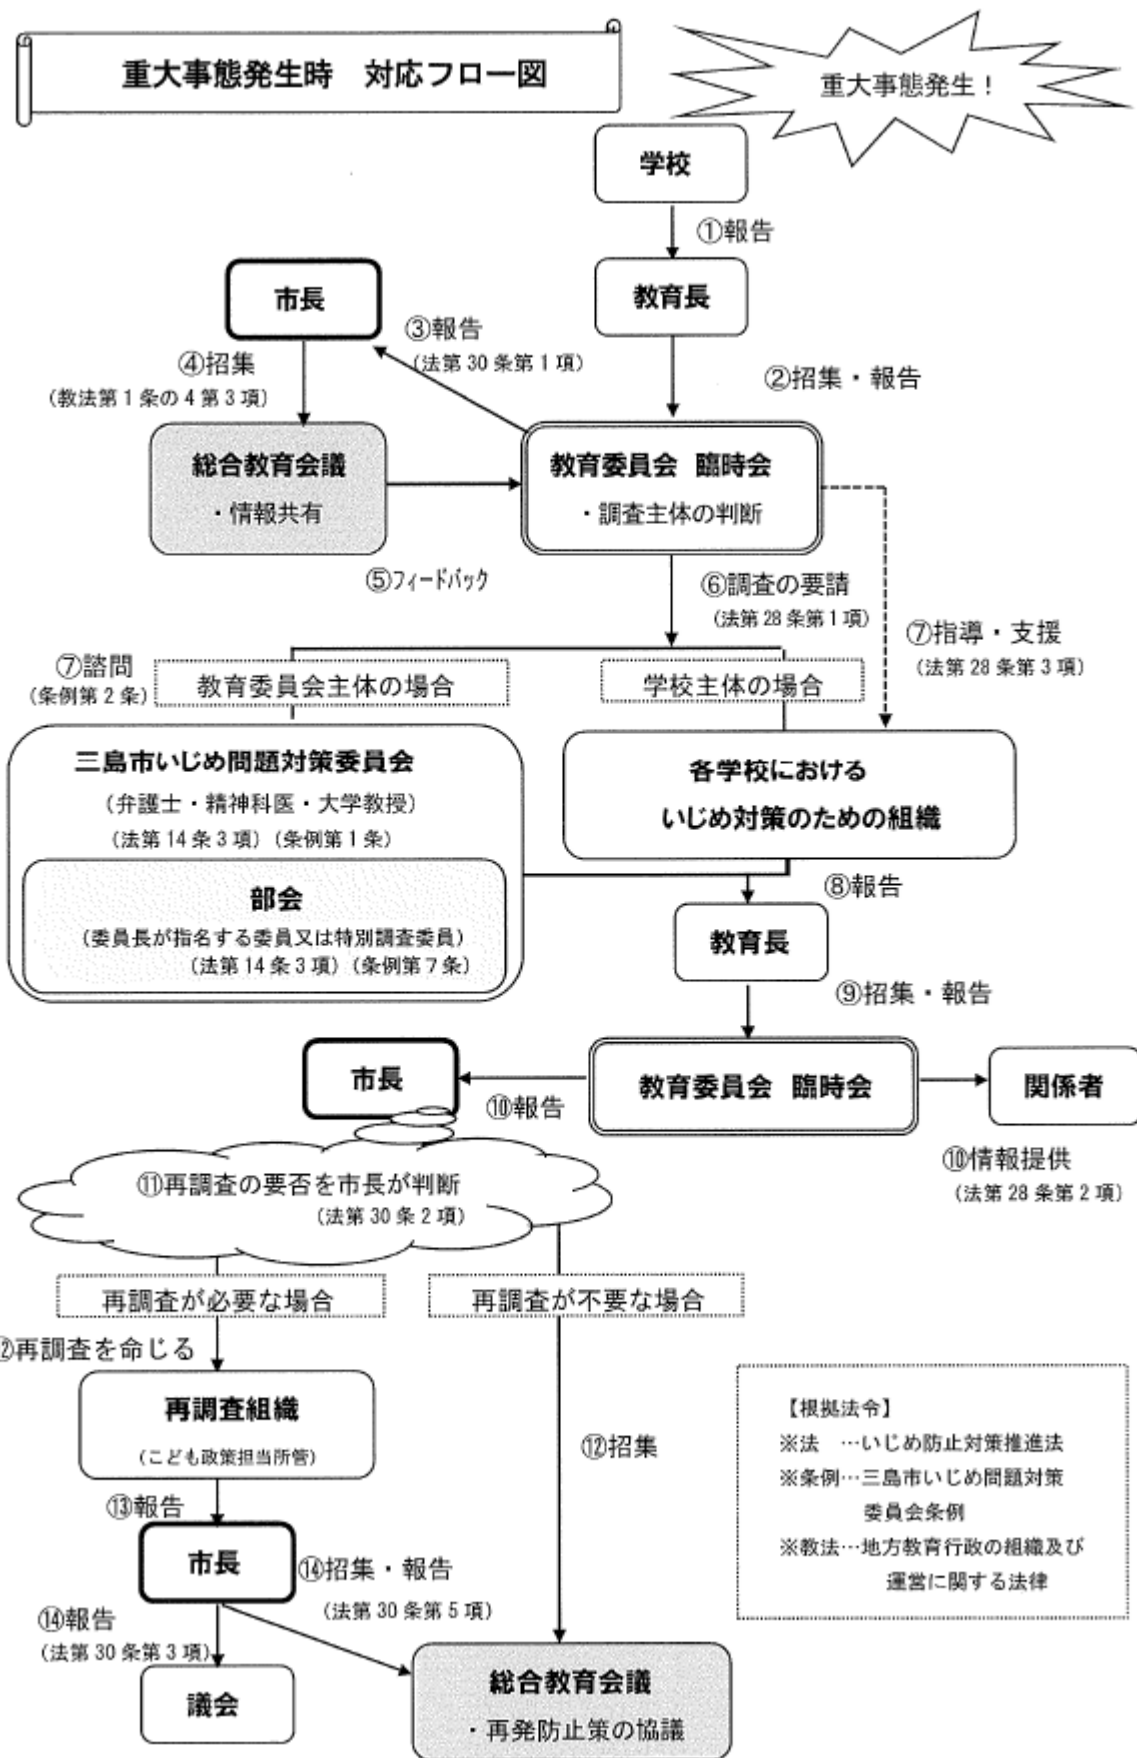 重大事態発生時　対応フロー図
重大事態発生！
学校
①報告
教育長
市長
③報告
(法第30条第1項)
④招集
(教法第1条の4第3項)
②招集・報告
総合教育会議
・情報共有
教育委員会　臨時会
・調査主体の判断
⑤フィードバック
⑥調査の要請
(法第28条第1項)
⑦指導・支援
(法第28条第3項)
⑦諮問
(条例第2条)
教育委員会主体の場合
学校主体の場合
三島市いじめ問題対策委員会
(弁護士・精神科医・大学教授)
(法第14条3項)(条例第1条)
部会
(委員長が指名する委員又は特別調査委員)
(法第14条3項)(条例第7条)
各学校における
いじめ対策のための組織
⑧報告
教育長
⑨招集・報告
市長
⑩報告
教育委員会　臨時会
関係者
⑩情報提供
(法第28条第2項)
⑪再調査の要否を市長が判断
(法第30条2項)
再調査が必要な場合
再調査が不要な場合
⑫再調査を命じる
再調査組織
(こども政策担当所管)
⑫招集
⑬報告
市長
⑭招集・報告
(法第30条第5項)
⑭報告
(法第30条第3項)
議会
総合教育会議
・再発防止策の協議
【根拠法令】
※法　…いじめ防止対策推進法
※条例…三島市いじめ問題対策
委員会条例
※教法…地方教育行政の組織及び
運営に関する法律